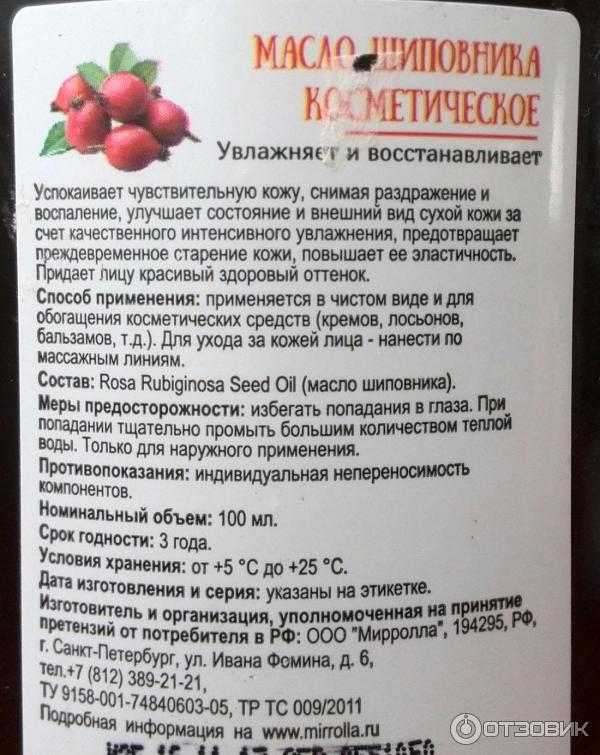 МАСЛО ШИПОВНИКА
КОСМЕТИЧЕСКОЕ
Увлажняет и восстанавливает
Успокаивает чувствительную кожу, снимая раздражение и
воспаление, улучшает состояние и внешний вид сухой кожи за
счет качественного интенсивного увлажнения, предотвращает
преждевременное старение кожи, повышает ее эластичность.
Придает лицу красивый здоровый оттенок.
Способ применения: применяется в чистом виде и для
обогащения косметических средств (кремов, лосьонов,
бальзамов, т.д.). Для ухода за кожей лица - нанести по
массажным линиям.
Состав: Rosa Rubiginosa Seed Oil (масло шиповника).
Меры предосторожности: избегать попадания в глаза. При
попадании тщательно промыть большим количеством теплой
воды. Только для наружного применения.
Противопоказания: индивидуальная непереносимость
компонентов.
Номинальный объем: 100 мл.
Срок годности: 3 года.
Условия хранения: от +5 °C до +25 °C.
Дата изготовления и серия: указаны на этикетке.
Изготовитель и организация, уполномоченная на принятие
претензий от потребителя в РФ: ООО "Мирролла", 194295, РФ,
г. Санкт-Петербург, ул. Ивана Фомина, д. 6,
тел.+7 (812) 389-21-21,
ТУ 9158-001-74840603-05, ТР ТС 009/2011
Подробная информация на www.mirrolla.ru
ОТЗОВИК